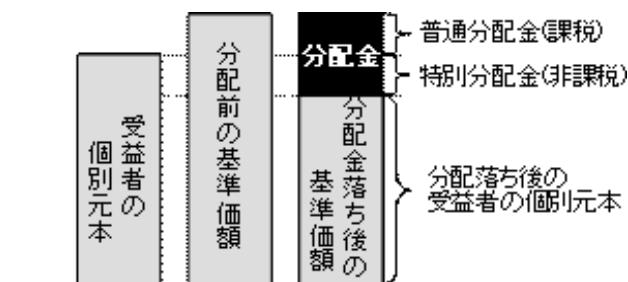 受益者の
個別元本
分配前の基準価額
分配金
分配金落ち後の
基準価額
普通分配金(課税)
特別分配金(非課税)
分配落ち後の
受益者の個別元本